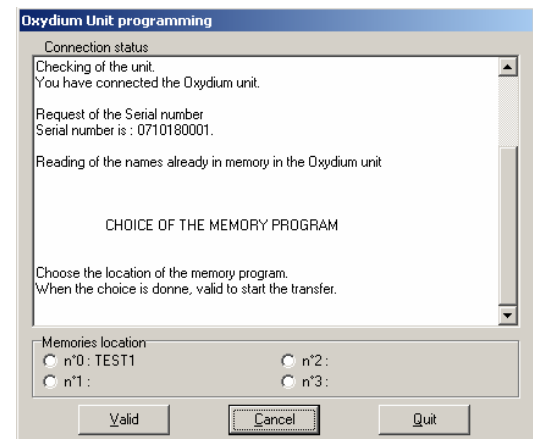 Oxydium Unit programming
Connection status
Checking of the unit.
You have connected the Oxydium unit.
Request of the Serial number
Serial number is : 0710180001.
Reading of the names already in memory in the Oxydium unit
CHOICE OF THE MEMORY PROGRAM
Choose the location of the memory program.
When the choice is donne, valid to start the transfer.
Memories location
n°0 : TEST1 n°2 :
n°1 : n°3 :
Valid Cancel Quit